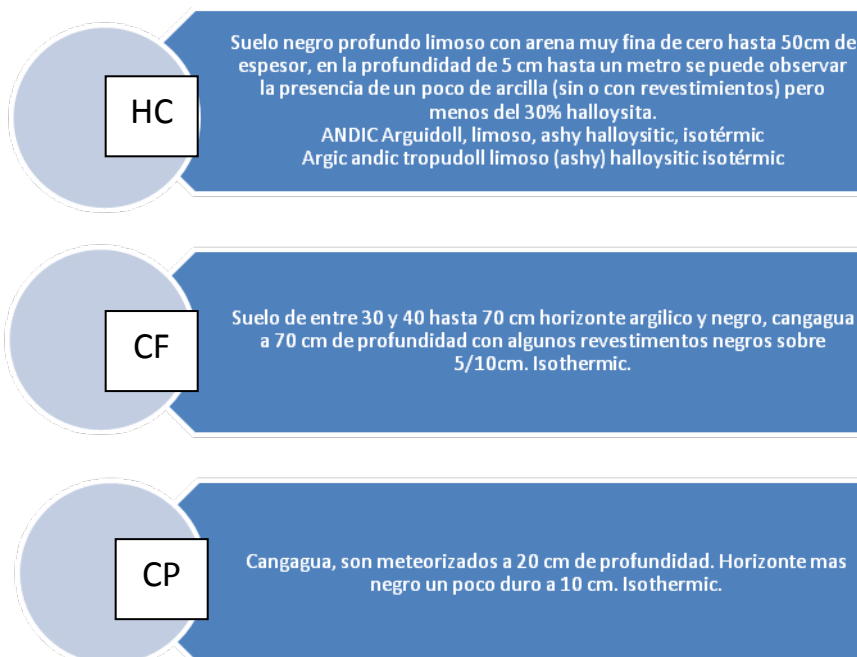 HC
Suelo negro profundo limoso con arena muy fina de cero hasta 50cm de
espesor, en la profundidad de 5 cm hasta un metro se puede observar
la presencia de un poco de arcilla (sin o con revestimientos) pero
menos del 30% halloysita.
ANDIC Arguidoll, limoso, ashy halloysitic, isotérmic
Argic andic tropudoll limoso (ashy) halloysitic isotérmic
CF
Suelo de entre 30 y 40 hasta 70 cm horizonte argilico y negro, cangagua
a 70 cm de profundidad con algunos revestimentos negros sobre
5/10cm. Isothermic.
CP
Cangagua, son meteorizados a 20 cm de profundidad. Horizonte mas
negro un poco duro a 10 cm. Isothermic.